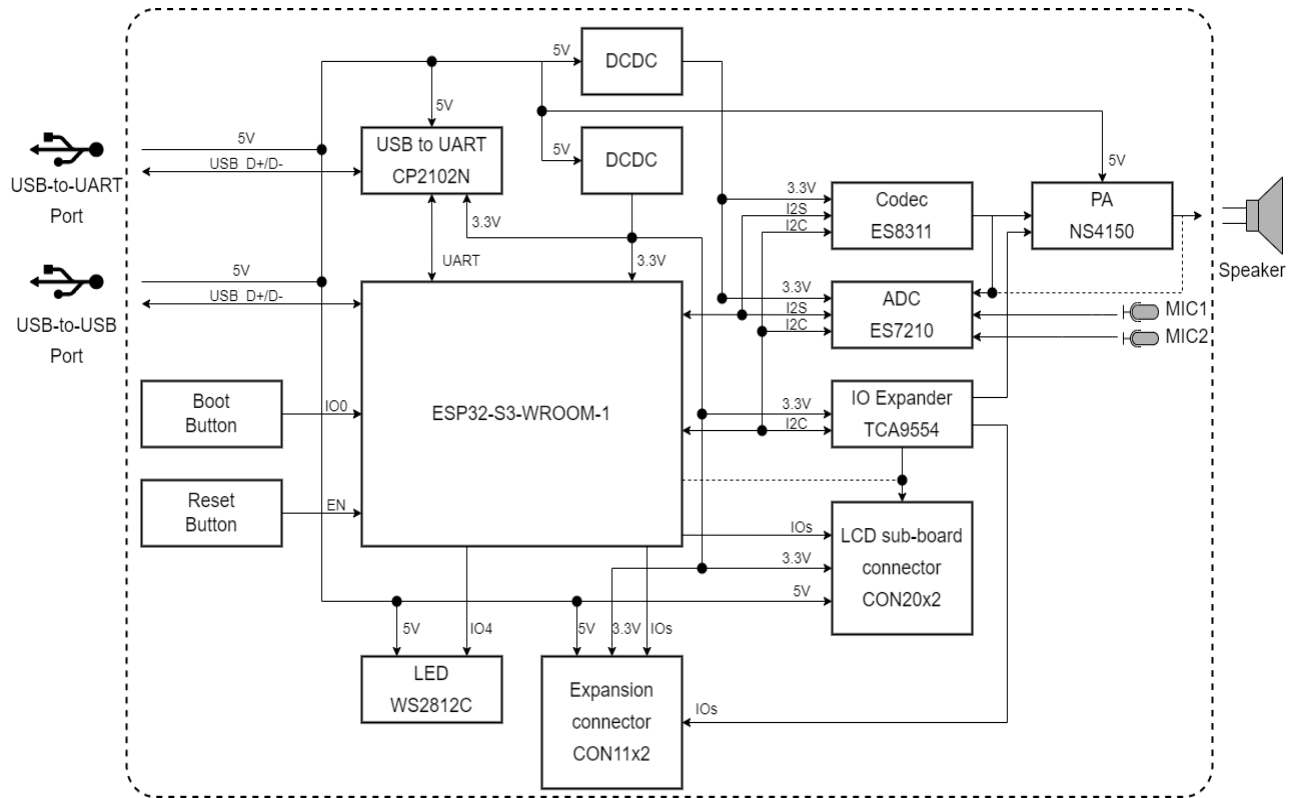 5V
DCDC
5V
USB to UART
CP2102N
5V
DCDC
5V
5V
USB D+/D-
USB-to-UART
Port
3.3V
UART
3.3V
3.3V
I2S
I2C
Codec
ES8311
PA
NS4150
Speaker
5V
USB D+/D-
USB-to-USB
Port
3.3V
I2S
I2C
ADC
ES7210
MIC1
MIC2
Boot
Button
IO0
ESP32-S3-WROOM-1
3.3V
I2C
IO Expander
TCA9554
Reset
Button
EN
IOs
3.3V
5V
LCD sub-board
connector
CON20x2
5V
IO4
5V
3.3V
IOs
LED
WS2812C
Expansion
connector
CON11x2
IOs